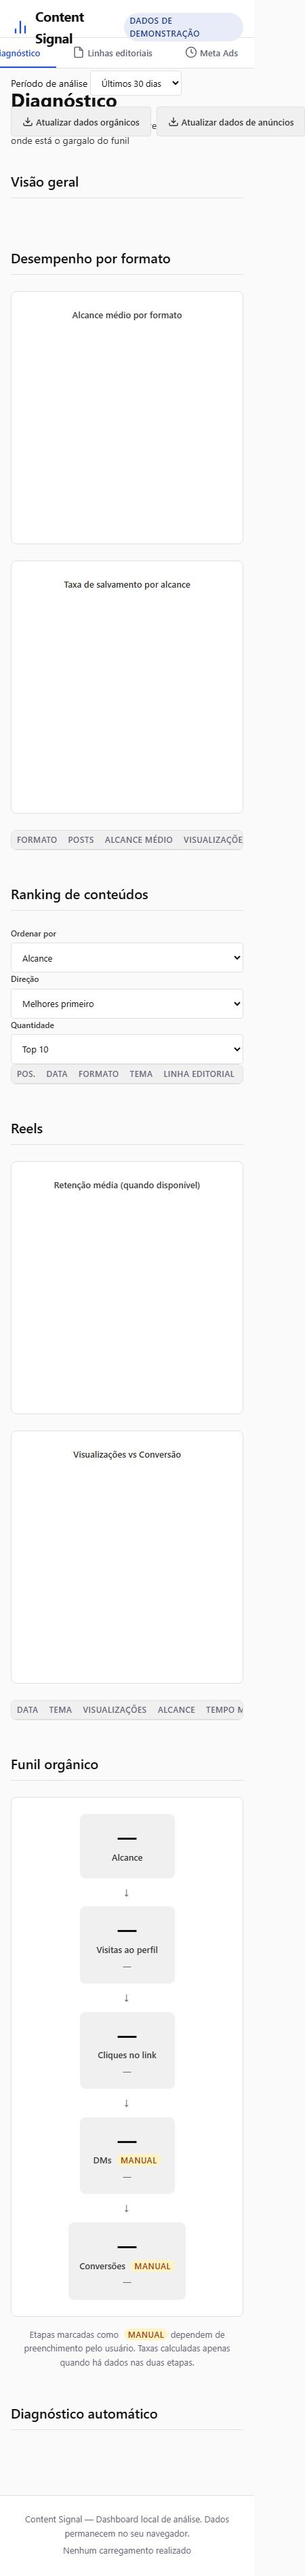 Content Signal
DADOS DE DEMONSTRAÇÃO
iagnóstico
Linhas editoriais
Meta Ads
Período de análise
Últimos 30 dias
Diagnóstico
Atualizar dados orgânicos
Atualizar dados de anúncios
onde está o gargalo do funil
Visão geral
Desempenho por formato
Alcance médio por formato
Taxa de salvamento por alcance
FORMATO POSTS ALCANCE MÉDIO VISUALIZAÇÕE
Ranking de conteúdos
Ordenar por
Alcance
Direção
Melhores primeiro
Quantidade
Top 10
POS. DATA FORMATO TEMA LINHA EDITORIAL
Reels
Retenção média (quando disponível)
Visualizações vs Conversão
DATA TEMA VISUALIZAÇÕES ALCANCE TEMPO M
Funil orgânico
—
Alcance
↓
—
Visitas ao perfil
—
↓
—
Cliques no link
—
↓
—
DMs MANUAL
—
↓
—
Conversões MANUAL
—
Etapas marcadas como MANUAL dependem de
preenchimento pelo usuário. Taxas calculadas apenas
quando há dados nas duas etapas.
Diagnóstico automático
Content Signal — Dashboard local de análise. Dados
permanecem no seu navegador.
Nenhum carregamento realizado